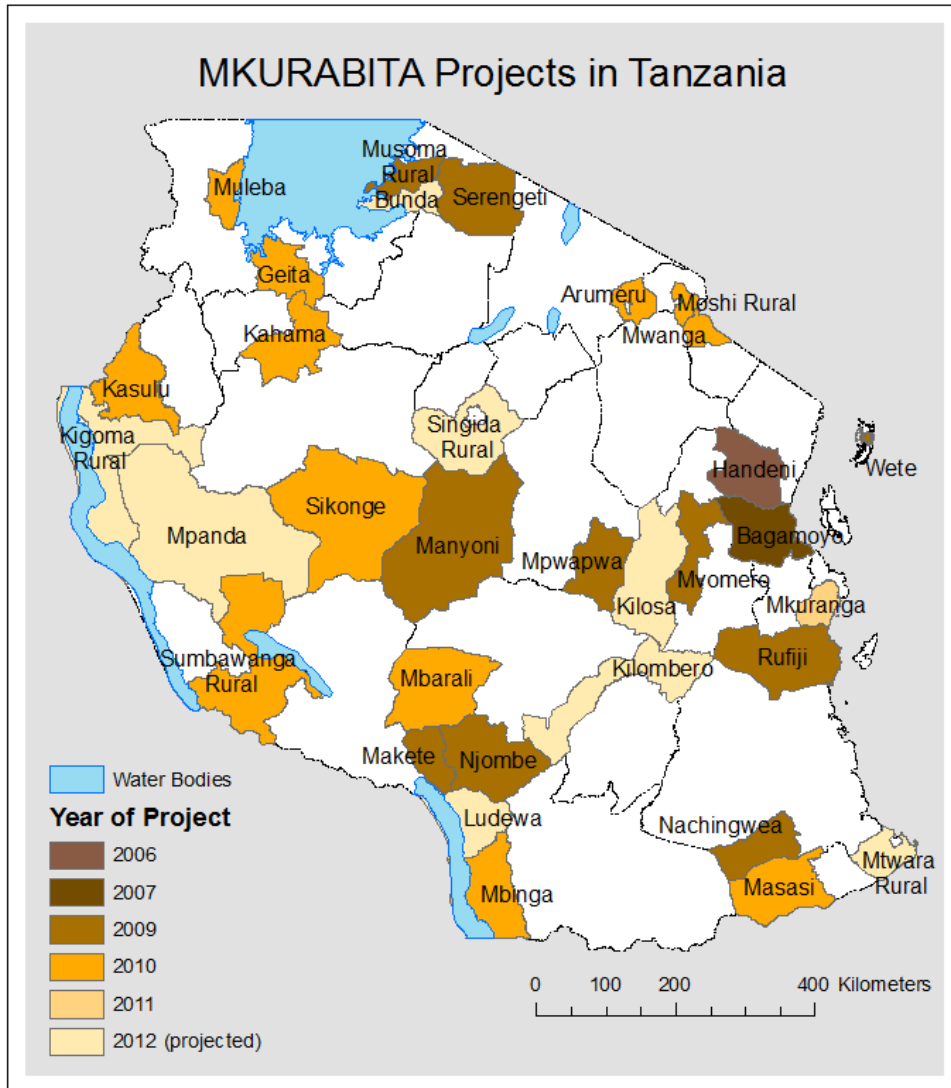 MKURABITA Projects in Tanzania
Musoma
Rural
Muleba
Bunda
Serengeti
Geita
Arumeru
Moshi Rural
Kahama
Mwanga
Kasulu
Singida
Rural
Kigoma
Rural
Handeni
Wete
Sikonge
Mpanda
Manyoni
Mpwapwa
Bagamoyo
Mvomero
Kilosa
Mkuranga
Sumbawanga
Rural
Mbarali
Kilombero
Rufiji
Makete
Njombe
Ludewa
Nachingwea
Mbinga
Masasi
Mtwara
Rural
Water Bodies
Year of Project
2006
2007
2009
2010
2011
2012 (projected)
0 100 200 400 Kilometers